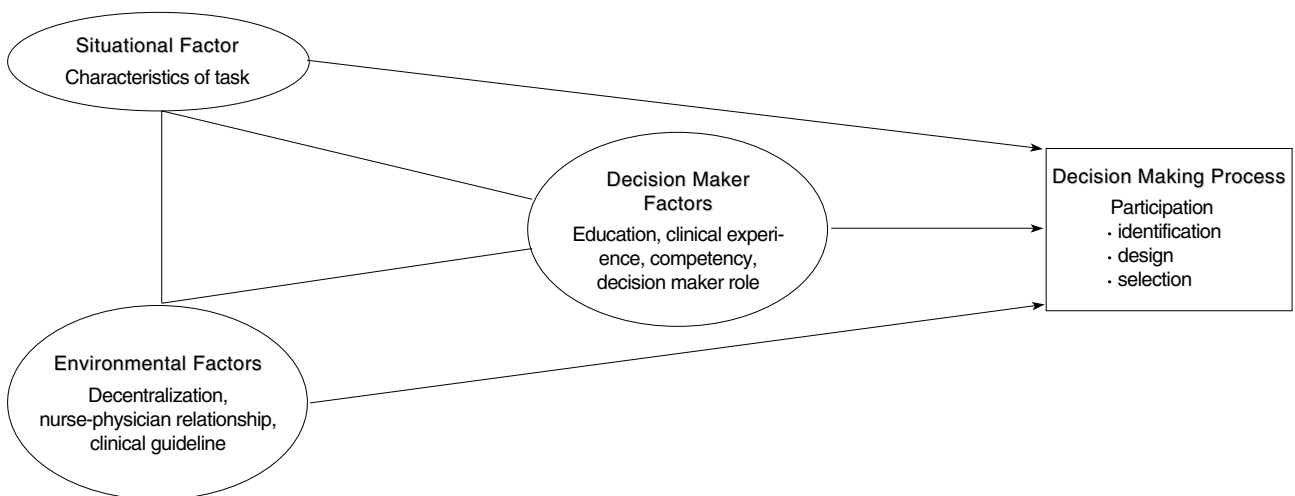 Situational Factor
Characteristics of task
Decision Maker
Factors
Education, clinical experi-
ence, competency,
decision maker role
Decision Making Process
Participation
· identification
· design
· selection
Environmental Factors
Decentralization,
nurse-physician relationship,
clinical guideline